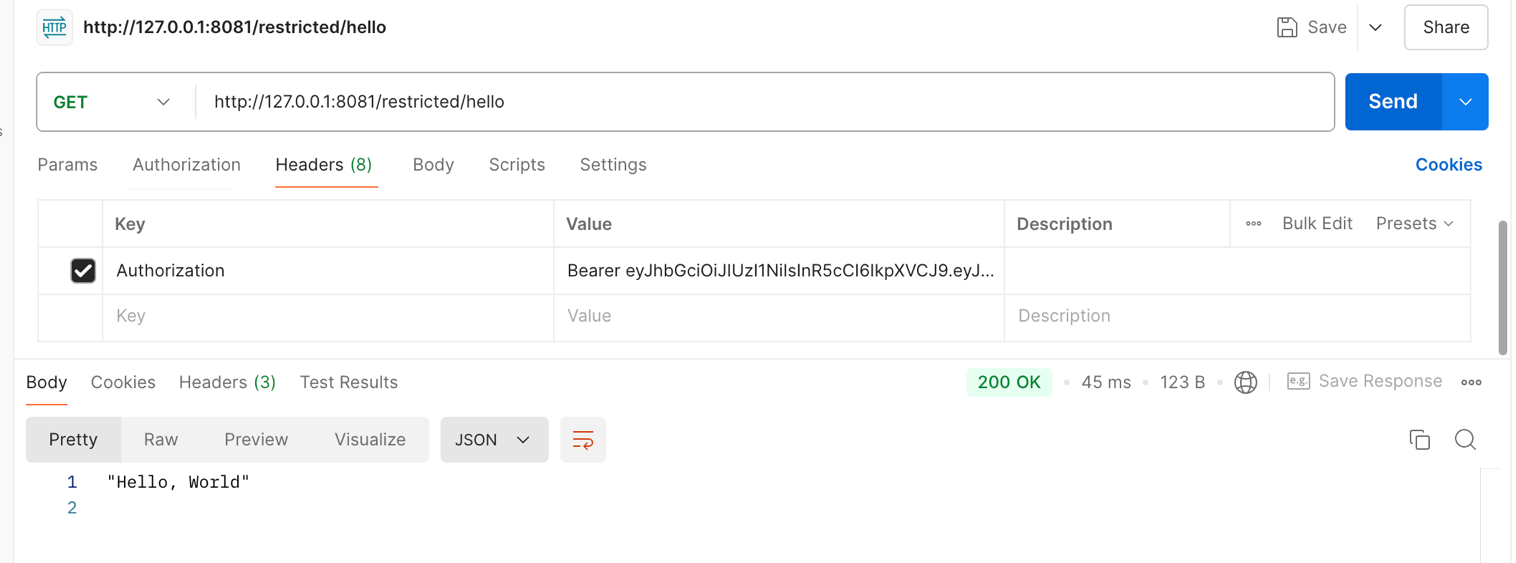 HTTP http://127.0.0.1:8081/restricted/hello Save Share
GET http://127.0.0.1:8081/restricted/hello Send
s
Params Authorization Headers (8) Body Scripts Settings Cookies
Key Value Description Bulk Edit Presets
Authorization Bearer eyJhbGciOiJIUzI1NiIsInR5cCI6IkpXVCJ9.eyJ...
Key Value Description
Body Cookies Headers (3) Test Results 200 OK 45 ms 123 B e.g. Save Response
Pretty Raw Preview Visualize JSON
1 "Hello, World"
2